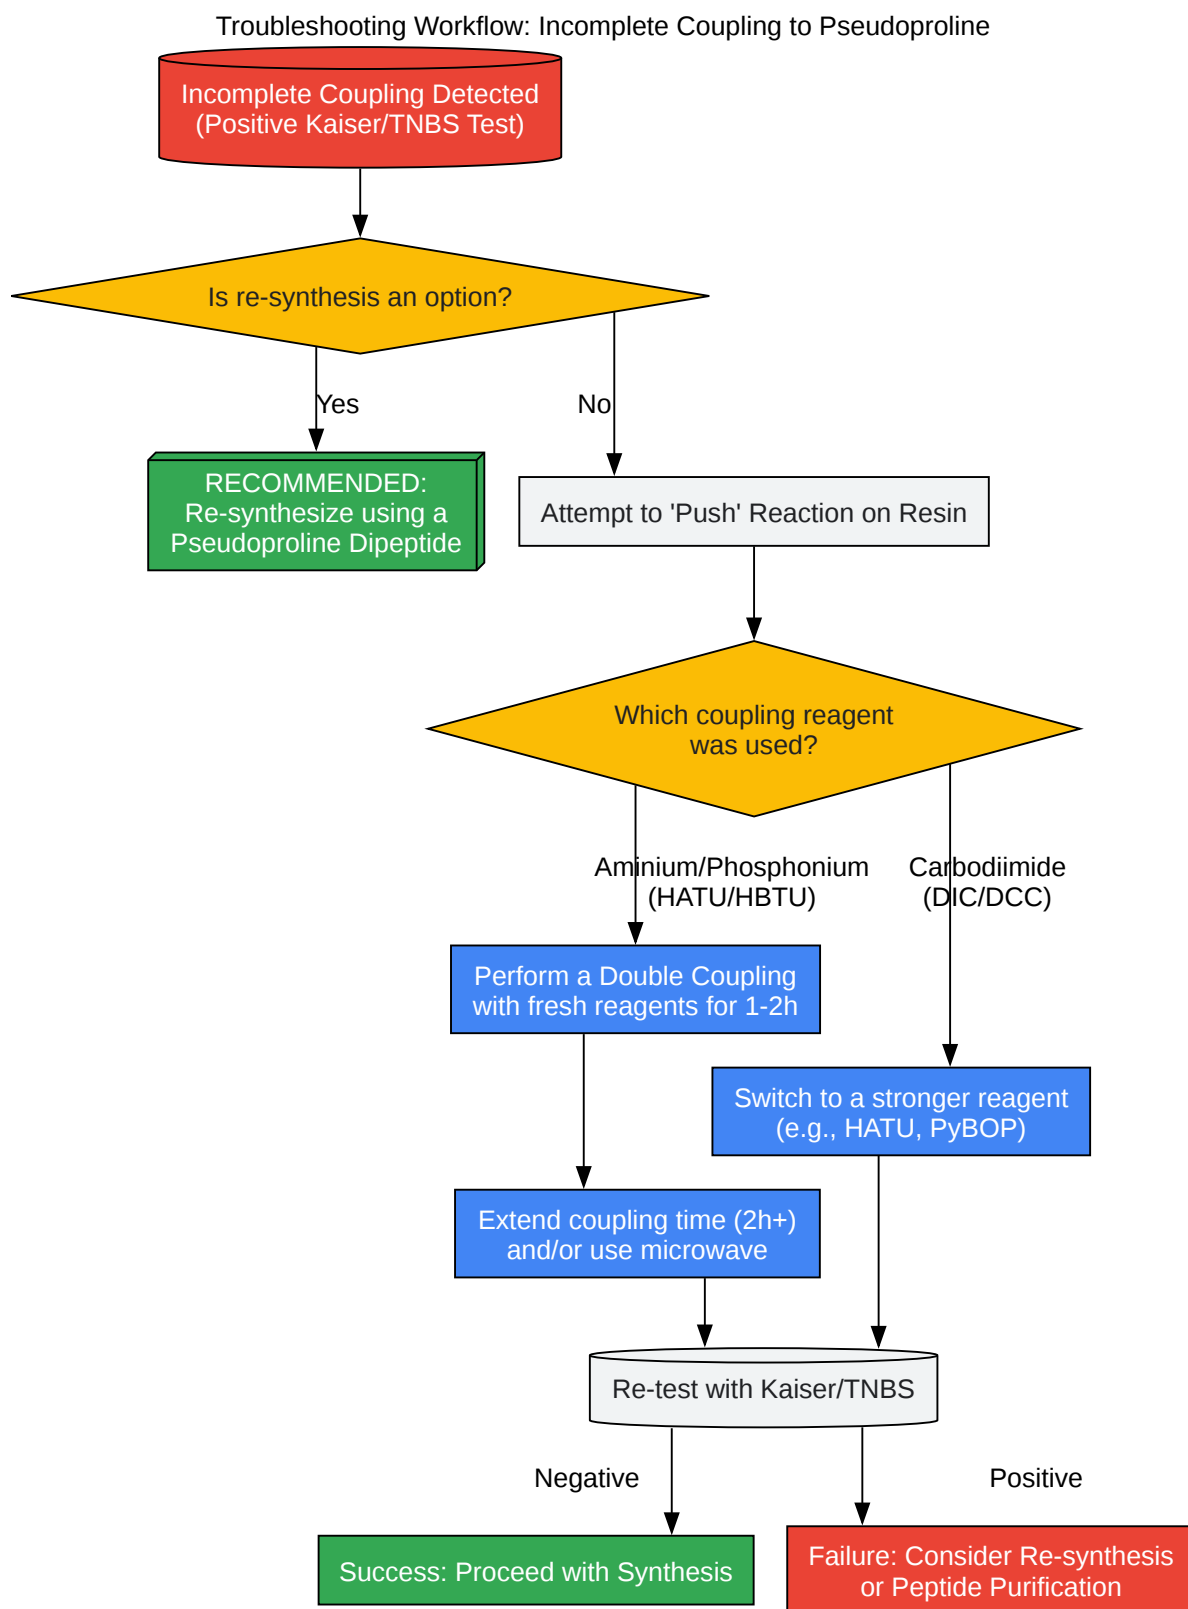 Troubleshooting Workflow: Incomplete Coupling to Pseudoproline
Incomplete Coupling Detected
(Positive Kaiser/TNBS Test)
Is re-synthesis an option?
Yes
No
RECOMMENDED:
Re-synthesize using a
Pseudoproline Dipeptide
Attempt to 'Push' Reaction on Resin
Which coupling reagent
was used?
Aminium/Phosphonium
(HATU/HBTU)
Carbodiimide
(DIC/DCC)
Perform a Double Coupling
with fresh reagents for 1-2h
Switch to a stronger reagent
(e.g., HATU, PyBOP)
Extend coupling time (2h+)
and/or use microwave
Re-test with Kaiser/TNBS
Negative
Positive
Success: Proceed with Synthesis
Failure: Consider Re-synthesis
or Peptide Purification